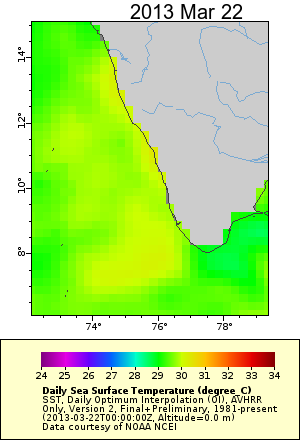 2013 Mar 22
14°
12°
10°
8°
74°
76°
78°
24 25 26 27 28 29 30 31 32 33 34
Daily Sea Surface Temperature (degree_C)
SST, Daily Optimum Interpolation (OI), AVHRR
Only, Version 2, Final+Preliminary, 1981-present
(2013-03-22T00:00:00Z, Altitude=0.0 m)
Data courtesy of NOAA NCEI